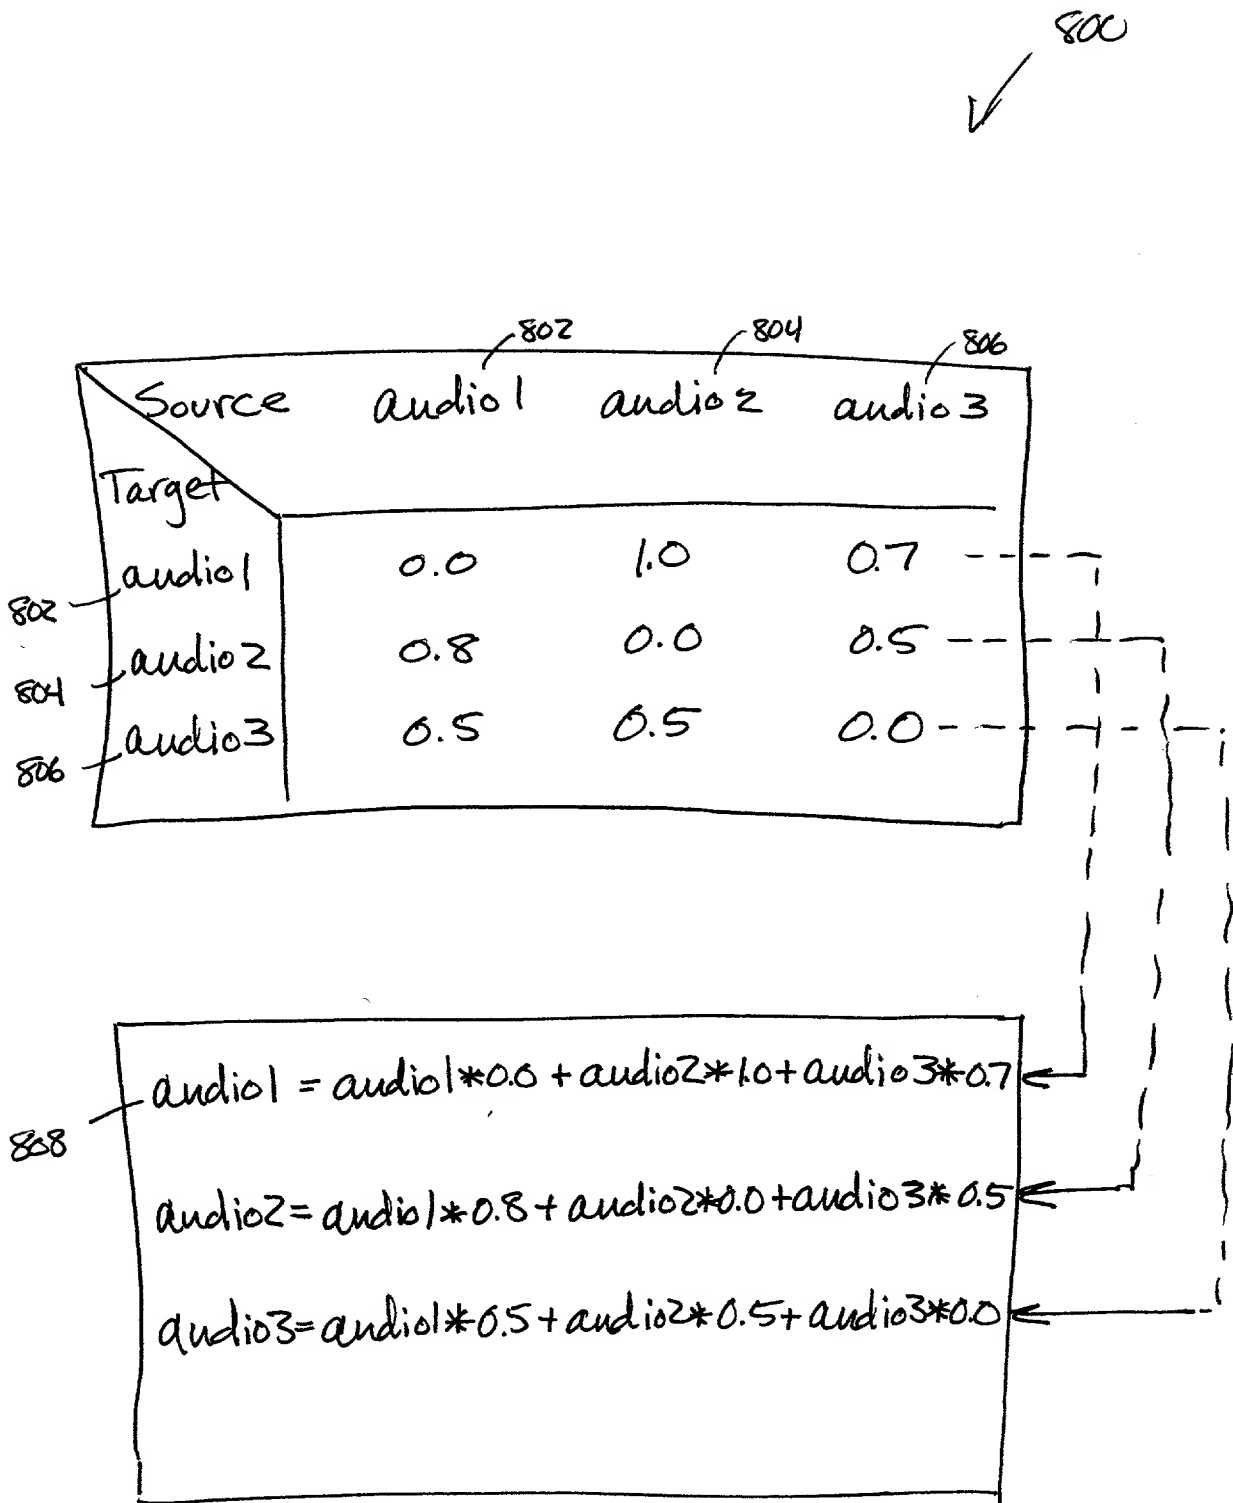 800
802 804 806
Source audio1 audio2 audio3
Target
audio1 0.0 1.0 0.7
802
audio2 0.8 0.0 0.5
804
audio3 0.5 0.5 0.0
806
audio1 = audio1*0.0 + audio2*1.0+audio3*0.7
808
audio2= audio1*0.8+audio2*0.0+audio3*0.5
audio3=audio1*0.5+audio2*0.5+audio3*0.0